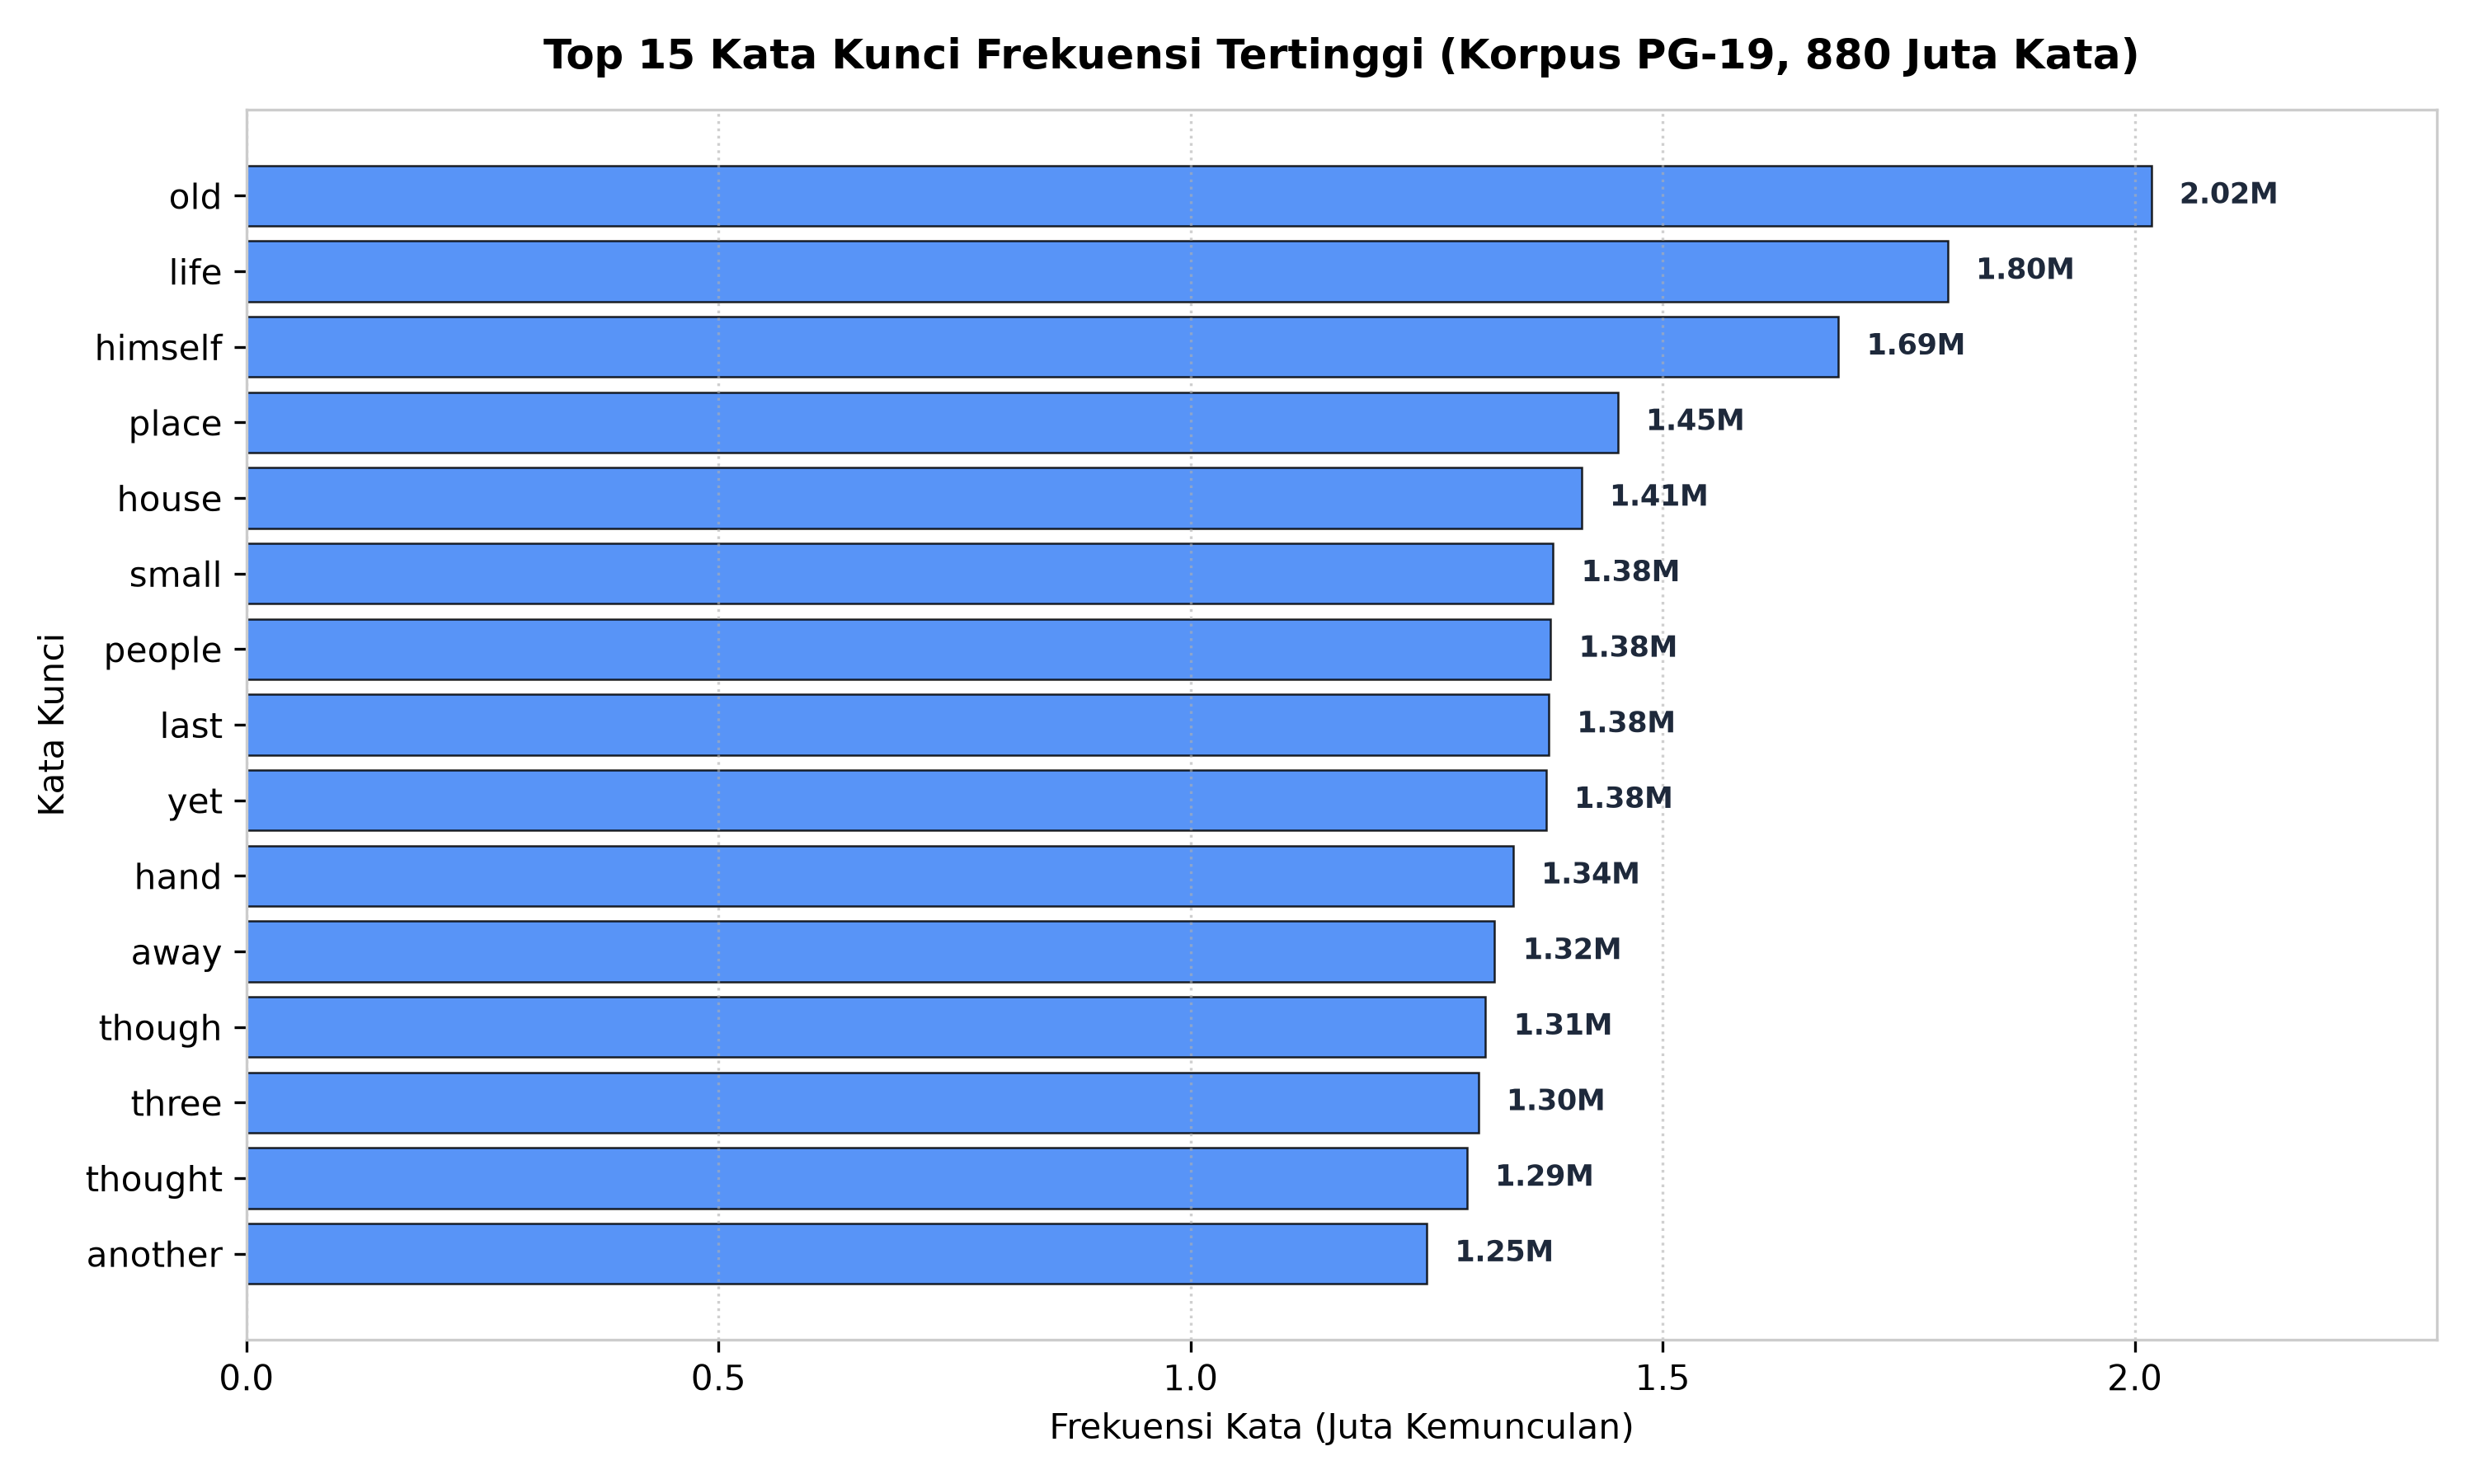 Top 15 Kata Kunci Frekuensi Tertinggi (Korpus PG-19, 880 Juta Kata)
Kata Kunci
old 2.02M
life 1.80M
himself 1.69M
place 1.45M
house 1.41M
small 1.38M
people 1.38M
last 1.38M
yet 1.38M
hand 1.34M
away 1.32M
though 1.31M
three 1.30M
thought 1.29M
another 1.25M
0.0 0.5 1.0 1.5 2.0
Frekuensi Kata (Juta Kemunculan)